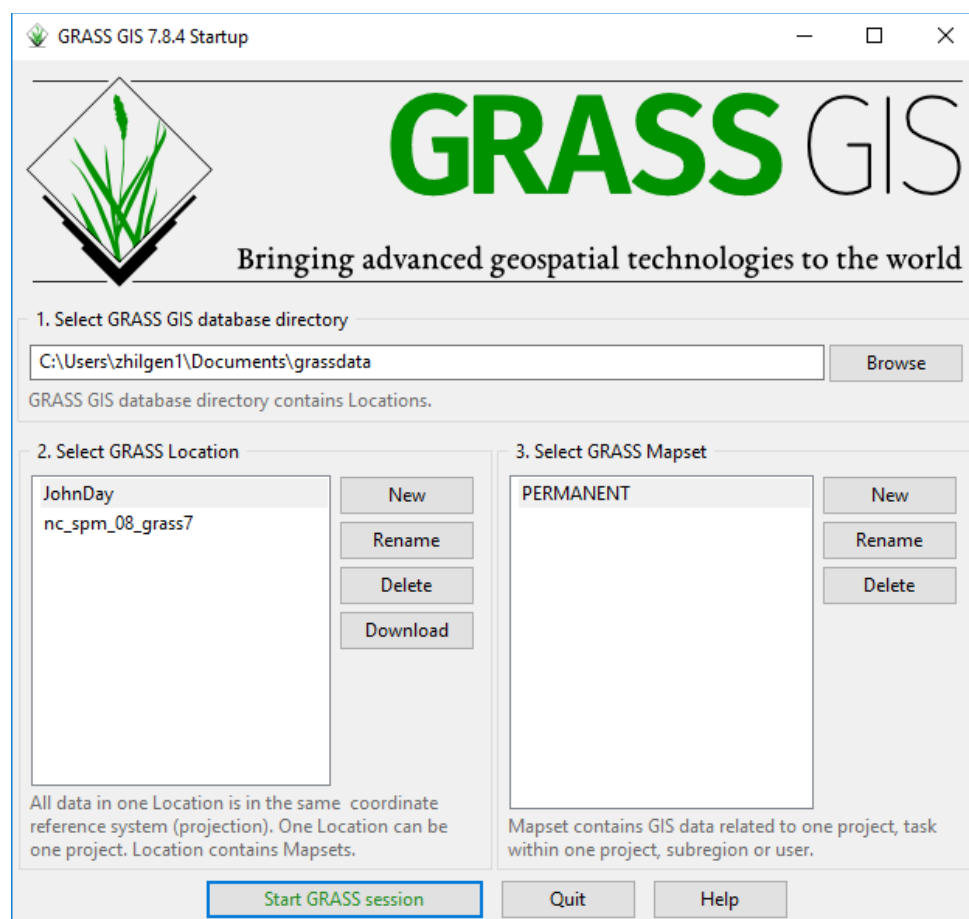 GRASS GIS 7.8.4 Startup
GRASS GIS
Bringing advanced geospatial technologies to the world
1. Select GRASS GIS database directory
C:\Users\zhilgen1\Documents\grassdata
Browse
GRASS GIS database directory contains Locations.
2. Select GRASS Location
JohnDay
nc_spm_08_grass7
New
Rename
Delete
Download
All data in one Location is in the same coordinate
reference system (projection). One Location can be
one project. Location contains Mapsets.
3. Select GRASS Mapset
PERMANENT
New
Rename
Delete
Mapset contains GIS data related to one project, task
within one project, subregion or user.
Start GRASS session
Quit
Help